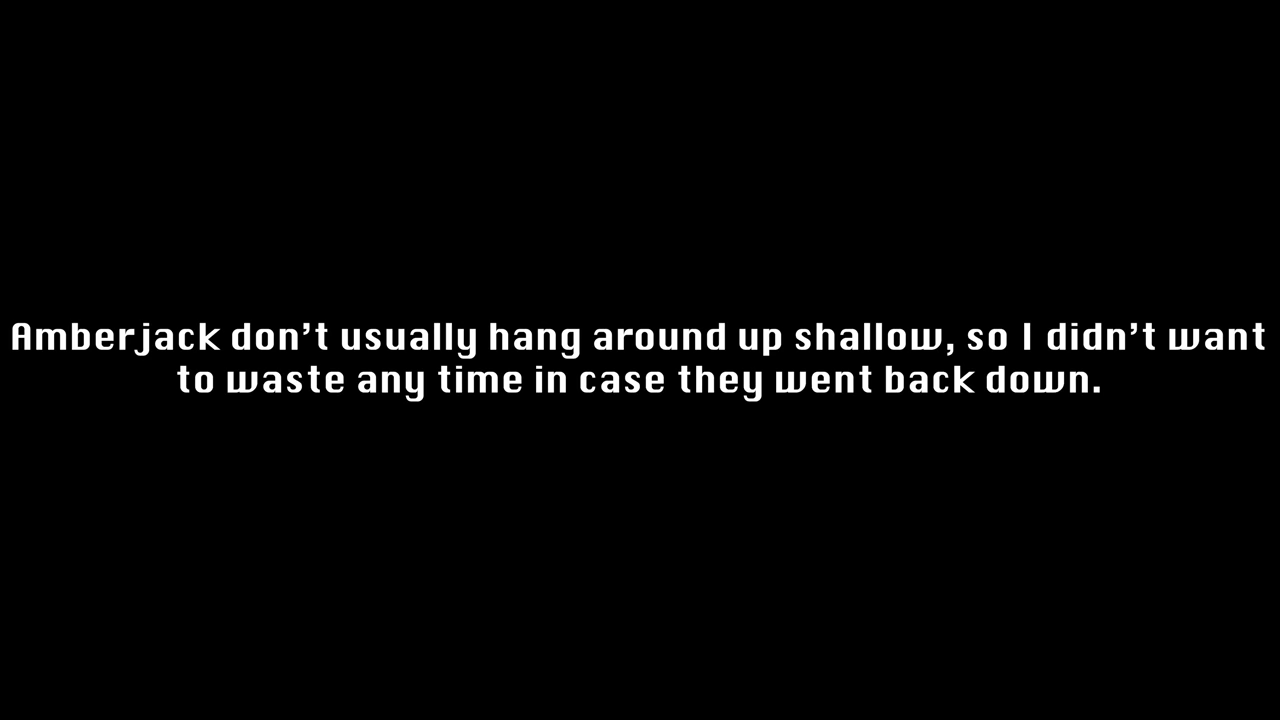 Amberjack don’t usually hang around up shallow, so I didn’t want
to waste any time in case they went back down.